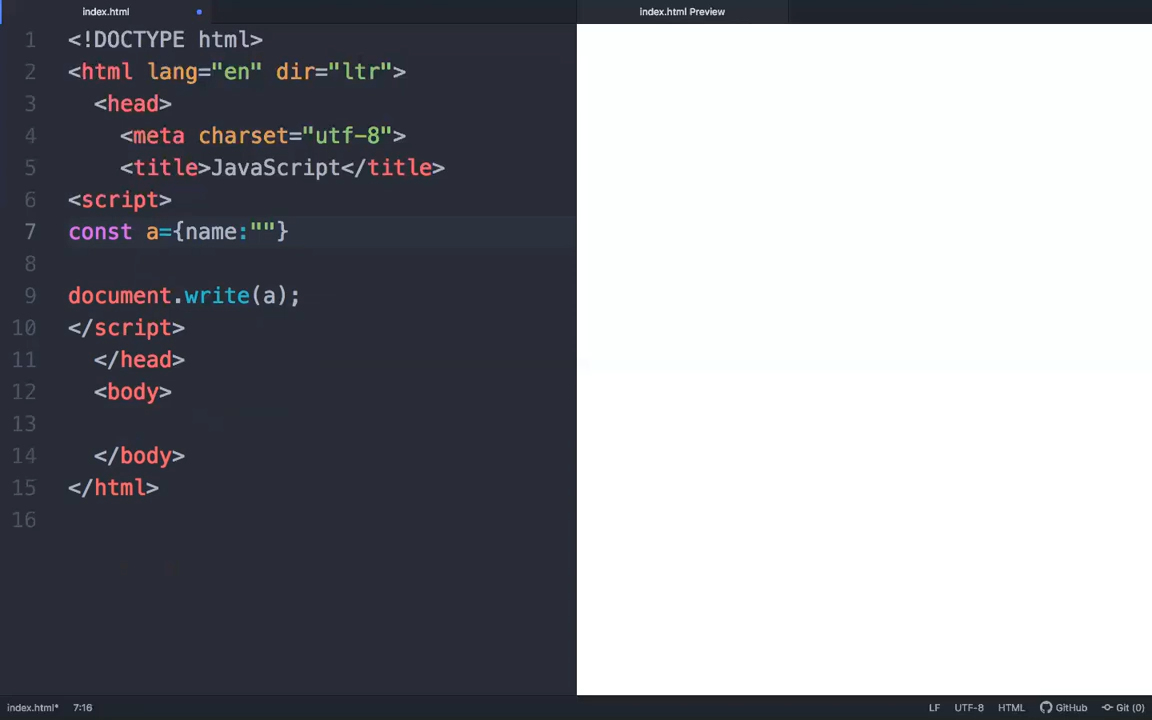 index.html
index.html Preview
1 <!DOCTYPE html>
2 <html lang="en" dir="ltr">
3 <head>
4 <meta charset="utf-8">
5 <title>JavaScript</title>
6 <script>
7 const a={name:""}
8
9 document.write(a);
10 </script>
11 </head>
12 <body>
13
14 </body>
15 </html>
16
index.html* 7:16 LF UTF-8 HTML GitHub Git (0)